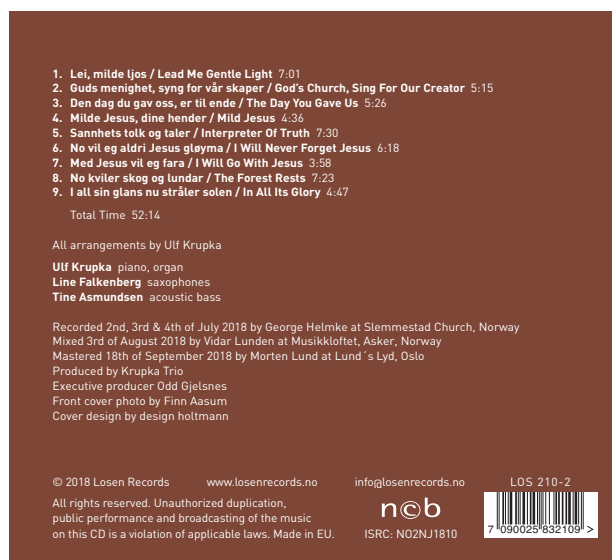 1. Lei, milde ljos / Lead Me Gentle Light 7:01
2. Guds menighet, syng for vår skaper / God's Church, Sing For Our Creator 5:15
3. Den dag du gav oss, er til ende / The Day You Gave Us 5:26
4. Milde Jesus, dine hender / Mild Jesus 4:36
5. Sannhets tolk og taler / Interpreter Of Truth 7:30
6. No vil eg aldri Jesus gløyma / I Will Never Forget Jesus 6:18
7. Med Jesus vil eg fara / I Will Go With Jesus 3:58
8. No kviler skog og lundar / The Forest Rests 7:23
9. I all sin glans nu stråler solen / In All Its Glory 4:47
Total Time 52:14
All arrangements by Ulf Krupka
Ulf Krupka piano, organ
Line Falkenberg saxophones
Tine Asmundsen acoustic bass
Recorded 2nd, 3rd & 4th of July 2018 by George Helmke at Slemmestad Church, Norway
Mixed 3rd of August 2018 by Vidar Lunden at Musikkloftet, Asker, Norway
Mastered 18th of September 2018 by Morten Lund at Lund´s Lyd, Oslo
Produced by Krupka Trio
Executive producer Odd Gjelsnes
Front cover photo by Finn Aasum
Cover design by design holtmann
© 2018 Losen Records www.losenrecords.no info@losenrecords.no LOS 210-2
All rights reserved. Unauthorized duplication,
public performance and broadcasting of the music
on this CD is a violation of applicable laws. Made in EU.
n©b
ISRC: NO2NJ1810
7 090025 832109 >